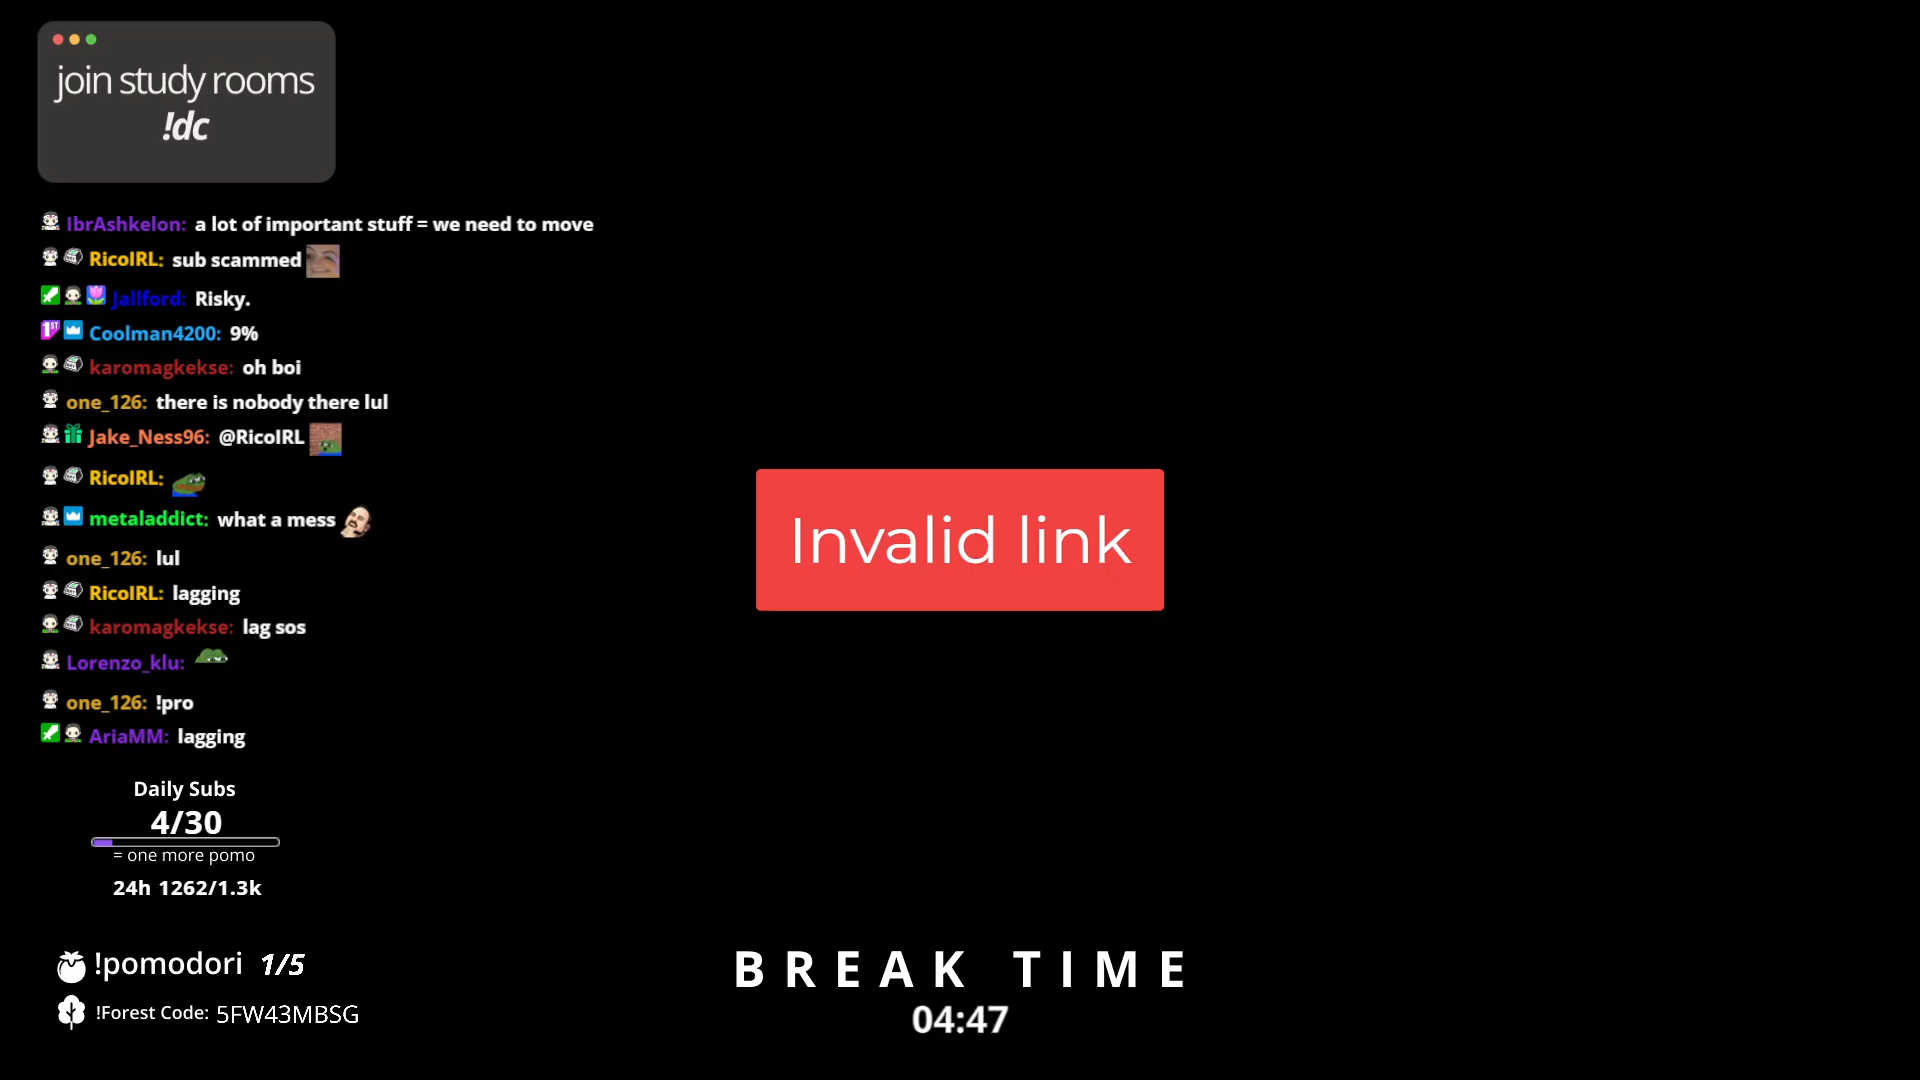 join study rooms
!dc
IbrAshkelon: a lot of important stuff = we need to move
RicoIRL: sub scammed
Jallford: Risky.
1ST Coolman4200: 9%
karomagkekse: oh boi
one_126: there is nobody there lul
Jake_Ness96: @RicoIRL
RicoIRL:
metaladdict: what a mess
one_126: lul
RicoIRL: lagging
karomagkekse: lag sos
Lorenzo_klu:
one_126: !pro
AriaMM: lagging
Invalid link
Daily Subs
4/30
= one more pomo
24h 1262/1.3k
!pomodori 1/5
!Forest Code: 5FW43MBSG
BREAK TIME
04:47